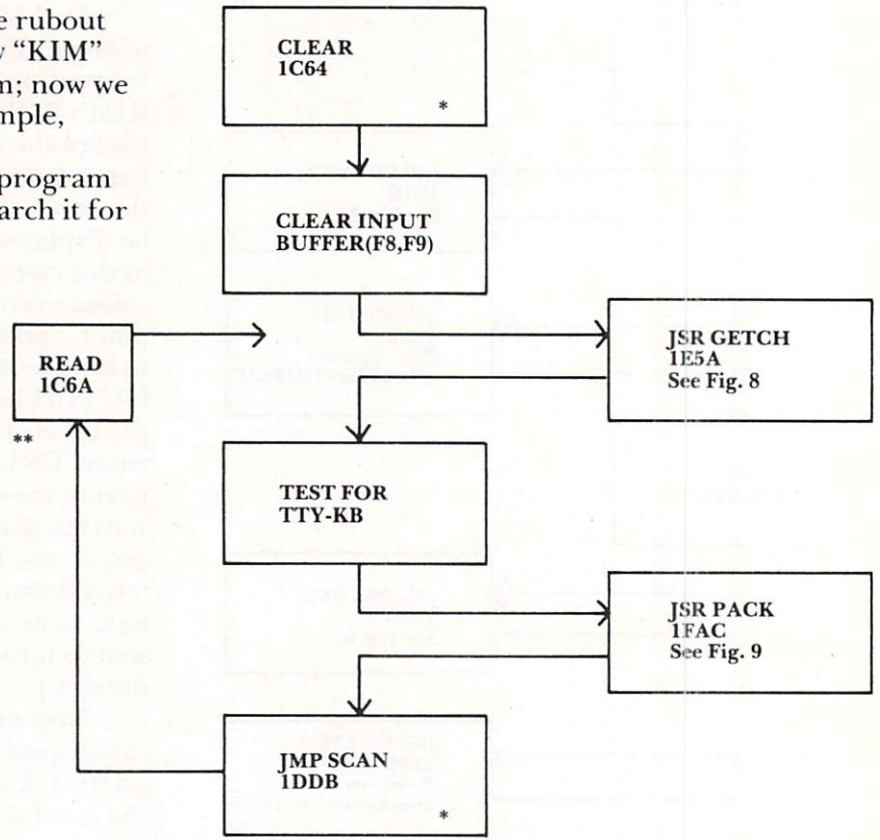 e rubout
y “KIM”
m; now we
mple,
program
arch it for
CLEAR
1C64
*
CLEAR INPUT
BUFFER(F8,F9)
READ
1C6A
**
JSR GETCH
1E5A
See Fig. 8
TEST FOR
TTY-KB
JSR PACK
1FAC
See Fig. 9
JMP SCAN
1DDB
*